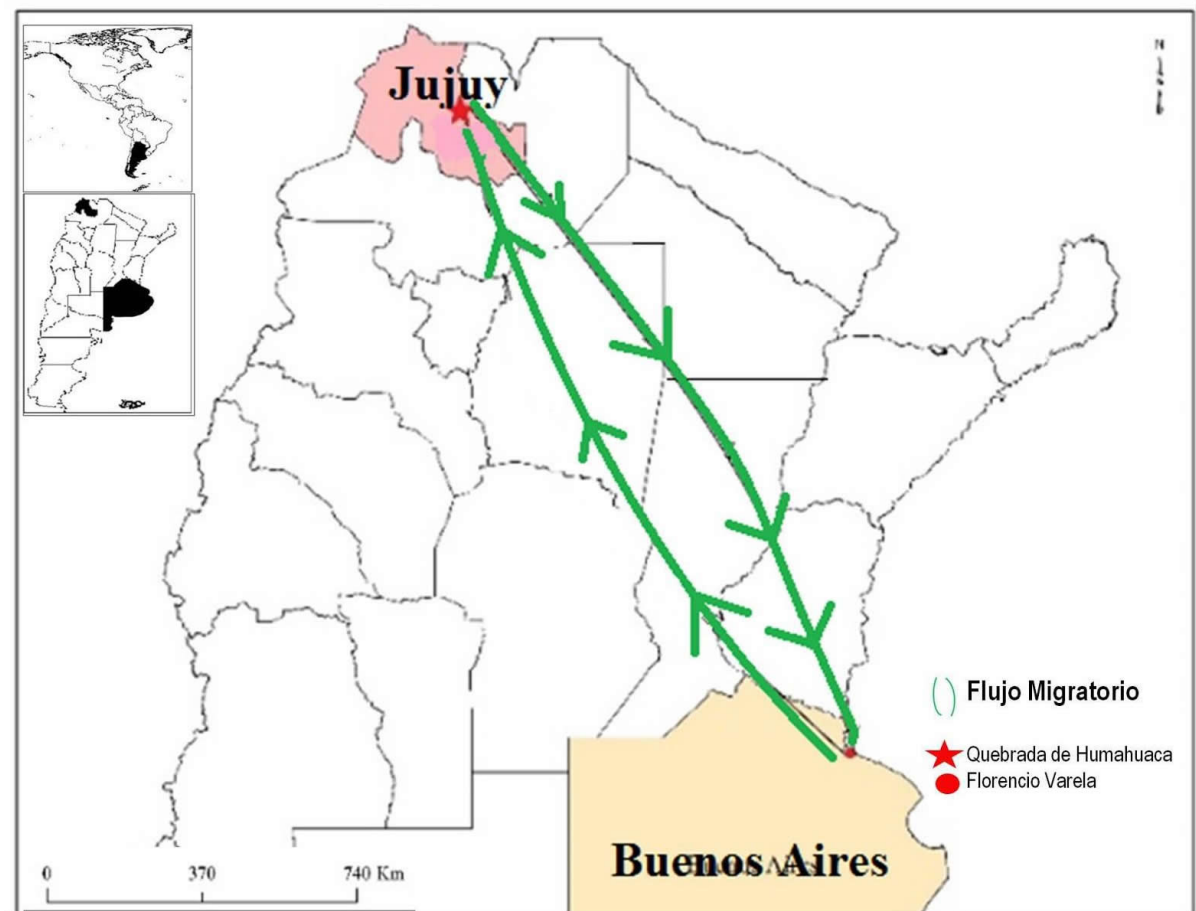 Jujuy
N
Flujo Migratorio
Quebrada de Humahuaca
Florencio Varela
Buenos Aires
0 370 740 Km